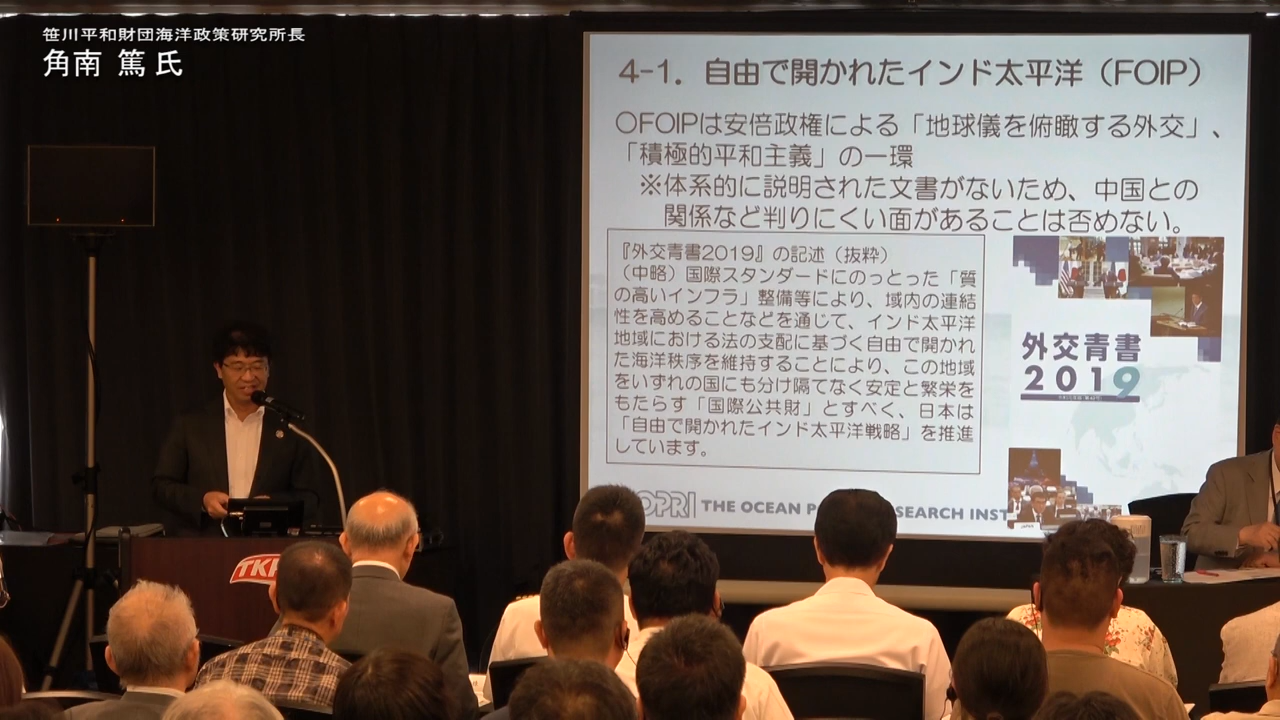 笹川平和財団海洋政策研究所長
角南 篤 氏
4-1．自由で開かれたインド太平洋（FOIP）
○FOIPは安倍政権による「地球儀を俯瞰する外交」、
「積極的平和主義」の一環
※体系的に説明された文書がないため、中国との
関係など判りにくい面があることは否めない。
『外交青書2019』の記述（抜粋）
（中略）国際スタンダードにのっとった「質
の高いインフラ」整備等により、域内の連結
性を高めることなどを通じて、インド太平洋
地域における法の支配に基づく自由で開かれ
た海洋秩序を維持することにより、この地域
をいずれの国にも分け隔てなく安定と繁栄を
もたらす「国際公共財」とすべく、日本は
「自由で開かれたインド太平洋戦略」を推進
しています。
外交青書
2019
OPRI THE OCEAN P RESEARCH INST
TKP